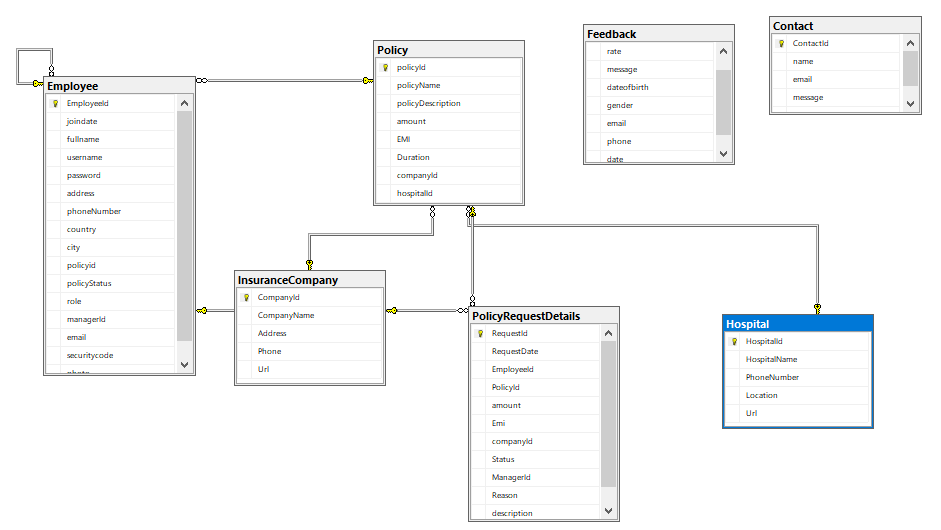 Employee
EmployeeId
joindate
fullname
username
password
address
phoneNumber
country
city
policyid
policyStatus
role
managerId
email
securitycode
photo
Policy
policyId
policyName
policyDescription
amount
EMI
Duration
companyId
hospitalId
Feedback
rate
message
dateofbirth
gender
email
phone
date
Contact
ContactId
name
email
message
InsuranceCompany
CompanyId
CompanyName
Address
Phone
Url
PolicyRequestDetails
RequestId
RequestDate
EmployeeId
PolicyId
amount
Emi
companyId
Status
ManagerId
Reason
description
Hospital
HospitalId
HospitalName
PhoneNumber
Location
Url